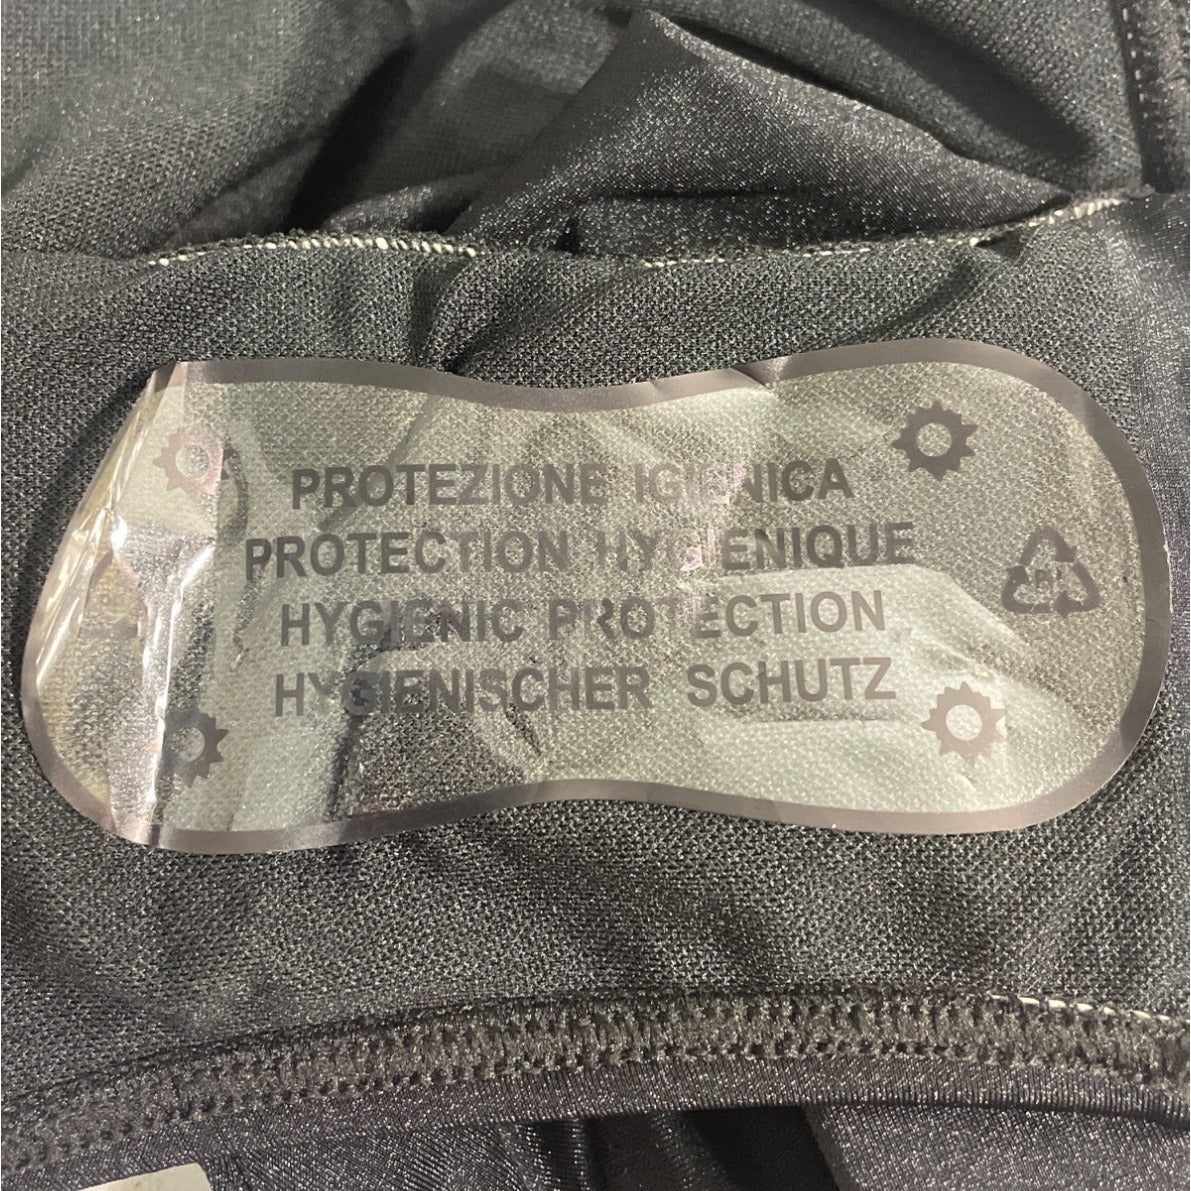 PROTEZIONE IGIENICA
PROTECTION HYGIENIQUE
HYGIENIC PROTECTION
HYGIENISCHER SCHUTZ